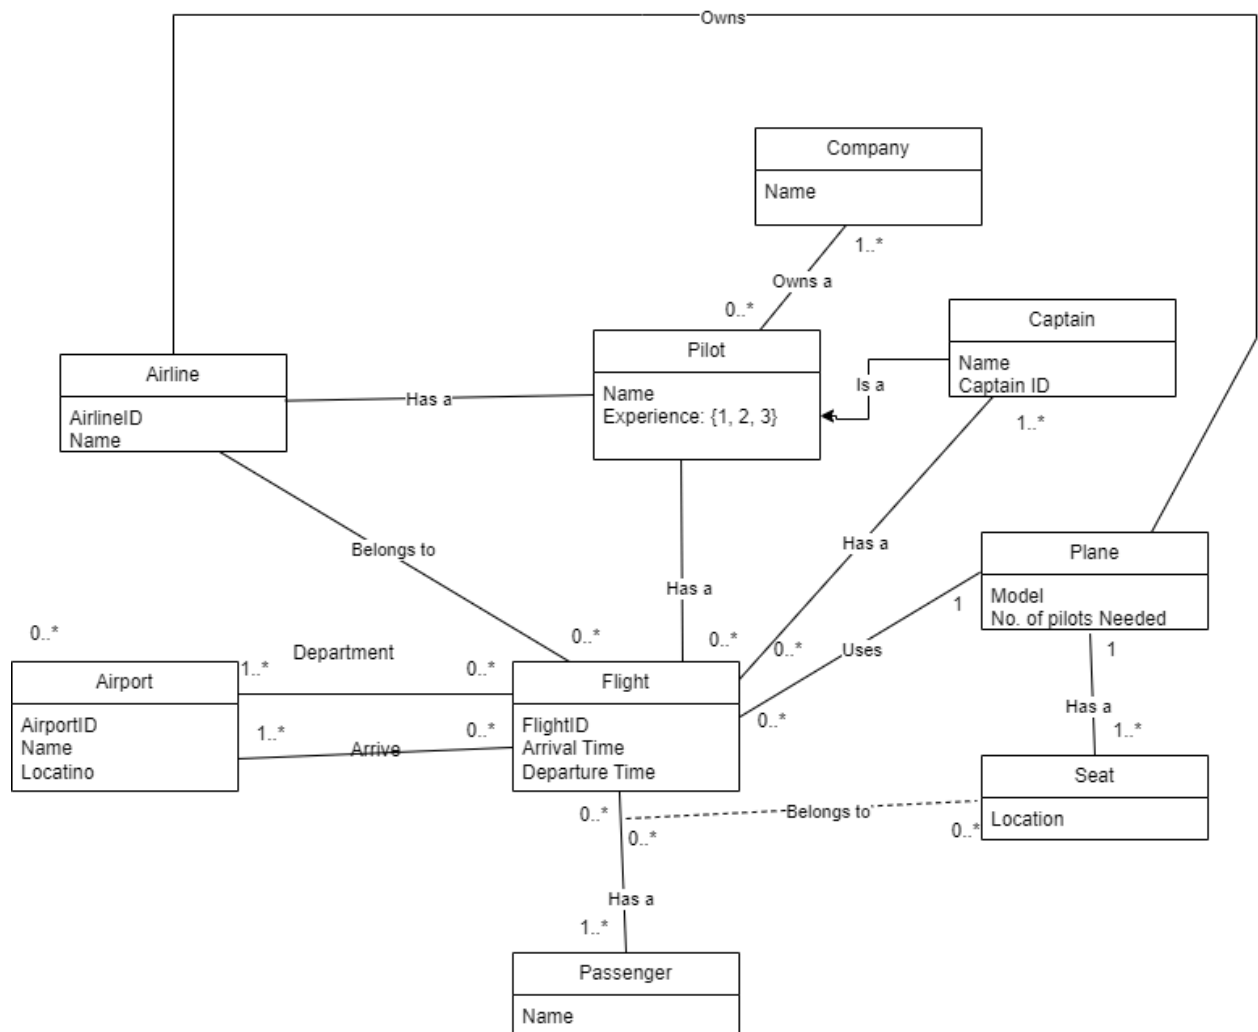 Owns
Company
Name
1..*
Owns a
0..*
Captain
Name
Captain ID
1..*
Pilot
Name
Experience: {1, 2, 3}
Is a
Airline
AirlineID
Name
Has a
Belongs to
Has a
Has a
Plane
Model
No. of pilots Needed
1
1
Uses
0..*
0..*
0..*
0..*
0..*
Department
1..*
0..*
Airport
AirportID
Name
Locatino
1..*
0..*
Arrive
Flight
FlightID
Arrival Time
Departure Time
Has a
1..*
Seat
Location
0..*
0..*
Belongs to
0..*
Has a
1..*
Passenger
Name